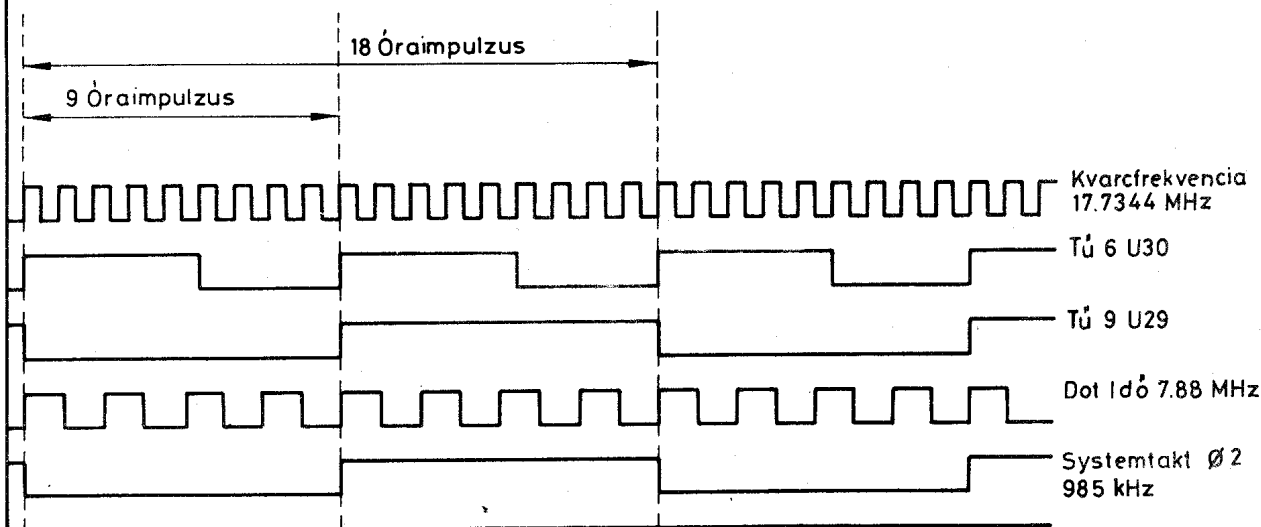 18 Óraimpulzus
9 Óraimpulzus
Kvarcfrekvencia
17.7344 MHz
Tű 6 U30
Tű 9 U29
Dot Idő 7.88 MHz
Systemtakt Ø2
985 kHz